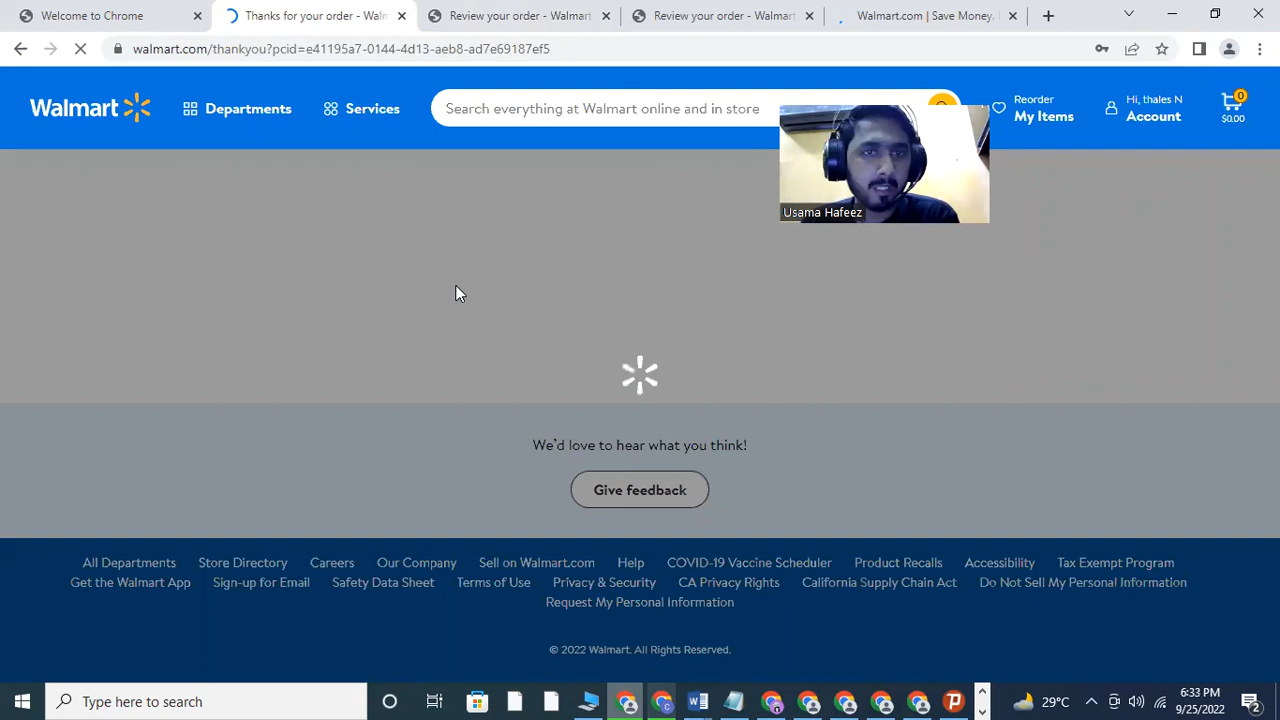 Welcome to Chrome
Thanks for your order - Waln
Review your order - Walmart
Review your order - Walmart
Walmart.com | Save Money.
walmart.com/thankyou?pcid=e41195a7-0144-4d13-aeb8-ad7e69187ef5
Walmart
Departments
Services
Search everything at Walmart online and in store
Reorder
My Items
Hi, thales N
Account
0
$0.00
Usama Hafeez
We'd love to hear what you think!
Give feedback
All Departments Store Directory Careers Our Company Sell on Walmart.com Help COVID-19 Vaccine Scheduler Product Recalls Accessibility Tax Exempt Program
Get the Walmart App Sign-up for Email Safety Data Sheet Terms of Use Privacy & Security CA Privacy Rights California Supply Chain Act Do Not Sell My Personal Information
Request My Personal Information
© 2022 Walmart. All Rights Reserved.
Type here to search
29°C
6:33 PM
9/25/2022
2